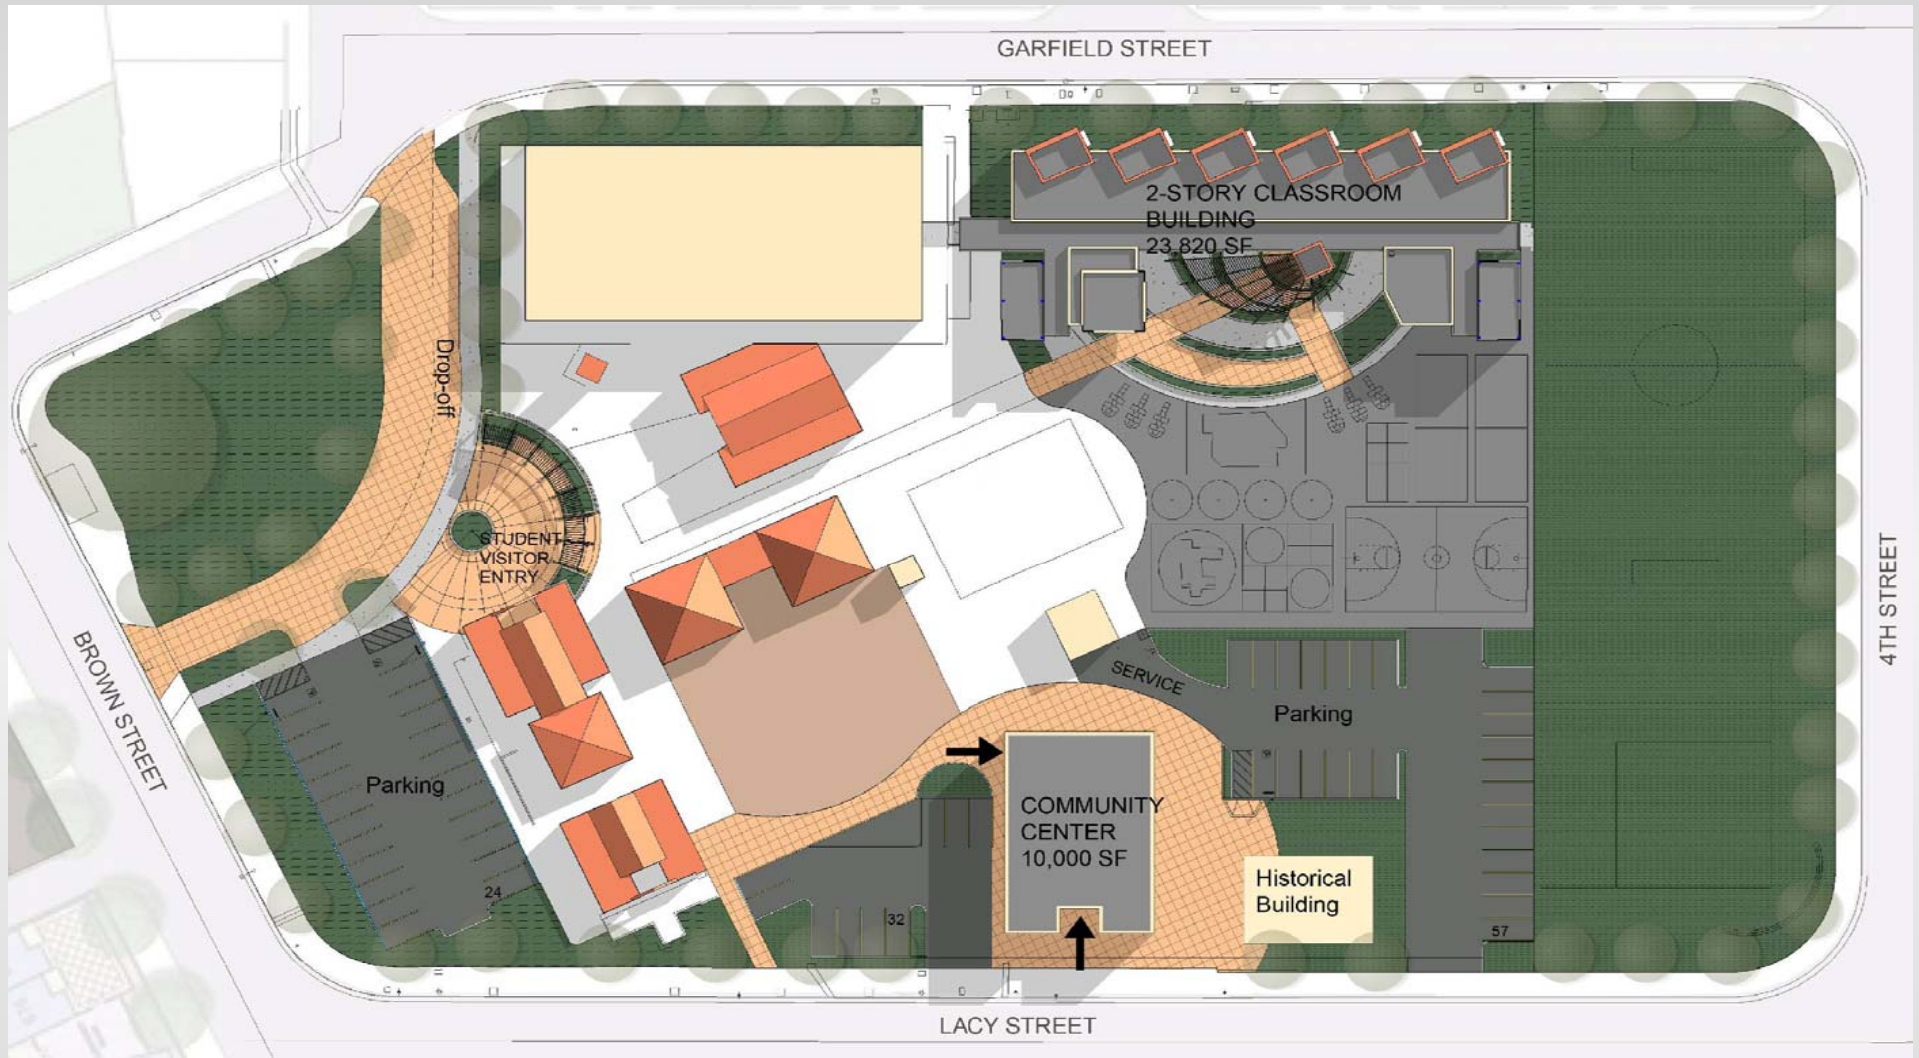 GARFIELD STREET
2-STORY CLASSROOM
BUILDING
23,820 SF
Drop-off
STUDENT
VISITOR
ENTRY
4TH STREET
BROWN STREET
SERVICE
Parking
Parking
COMMUNITY
CENTER
10,000 SF
Historical
Building
24
32
57
LACY STREET